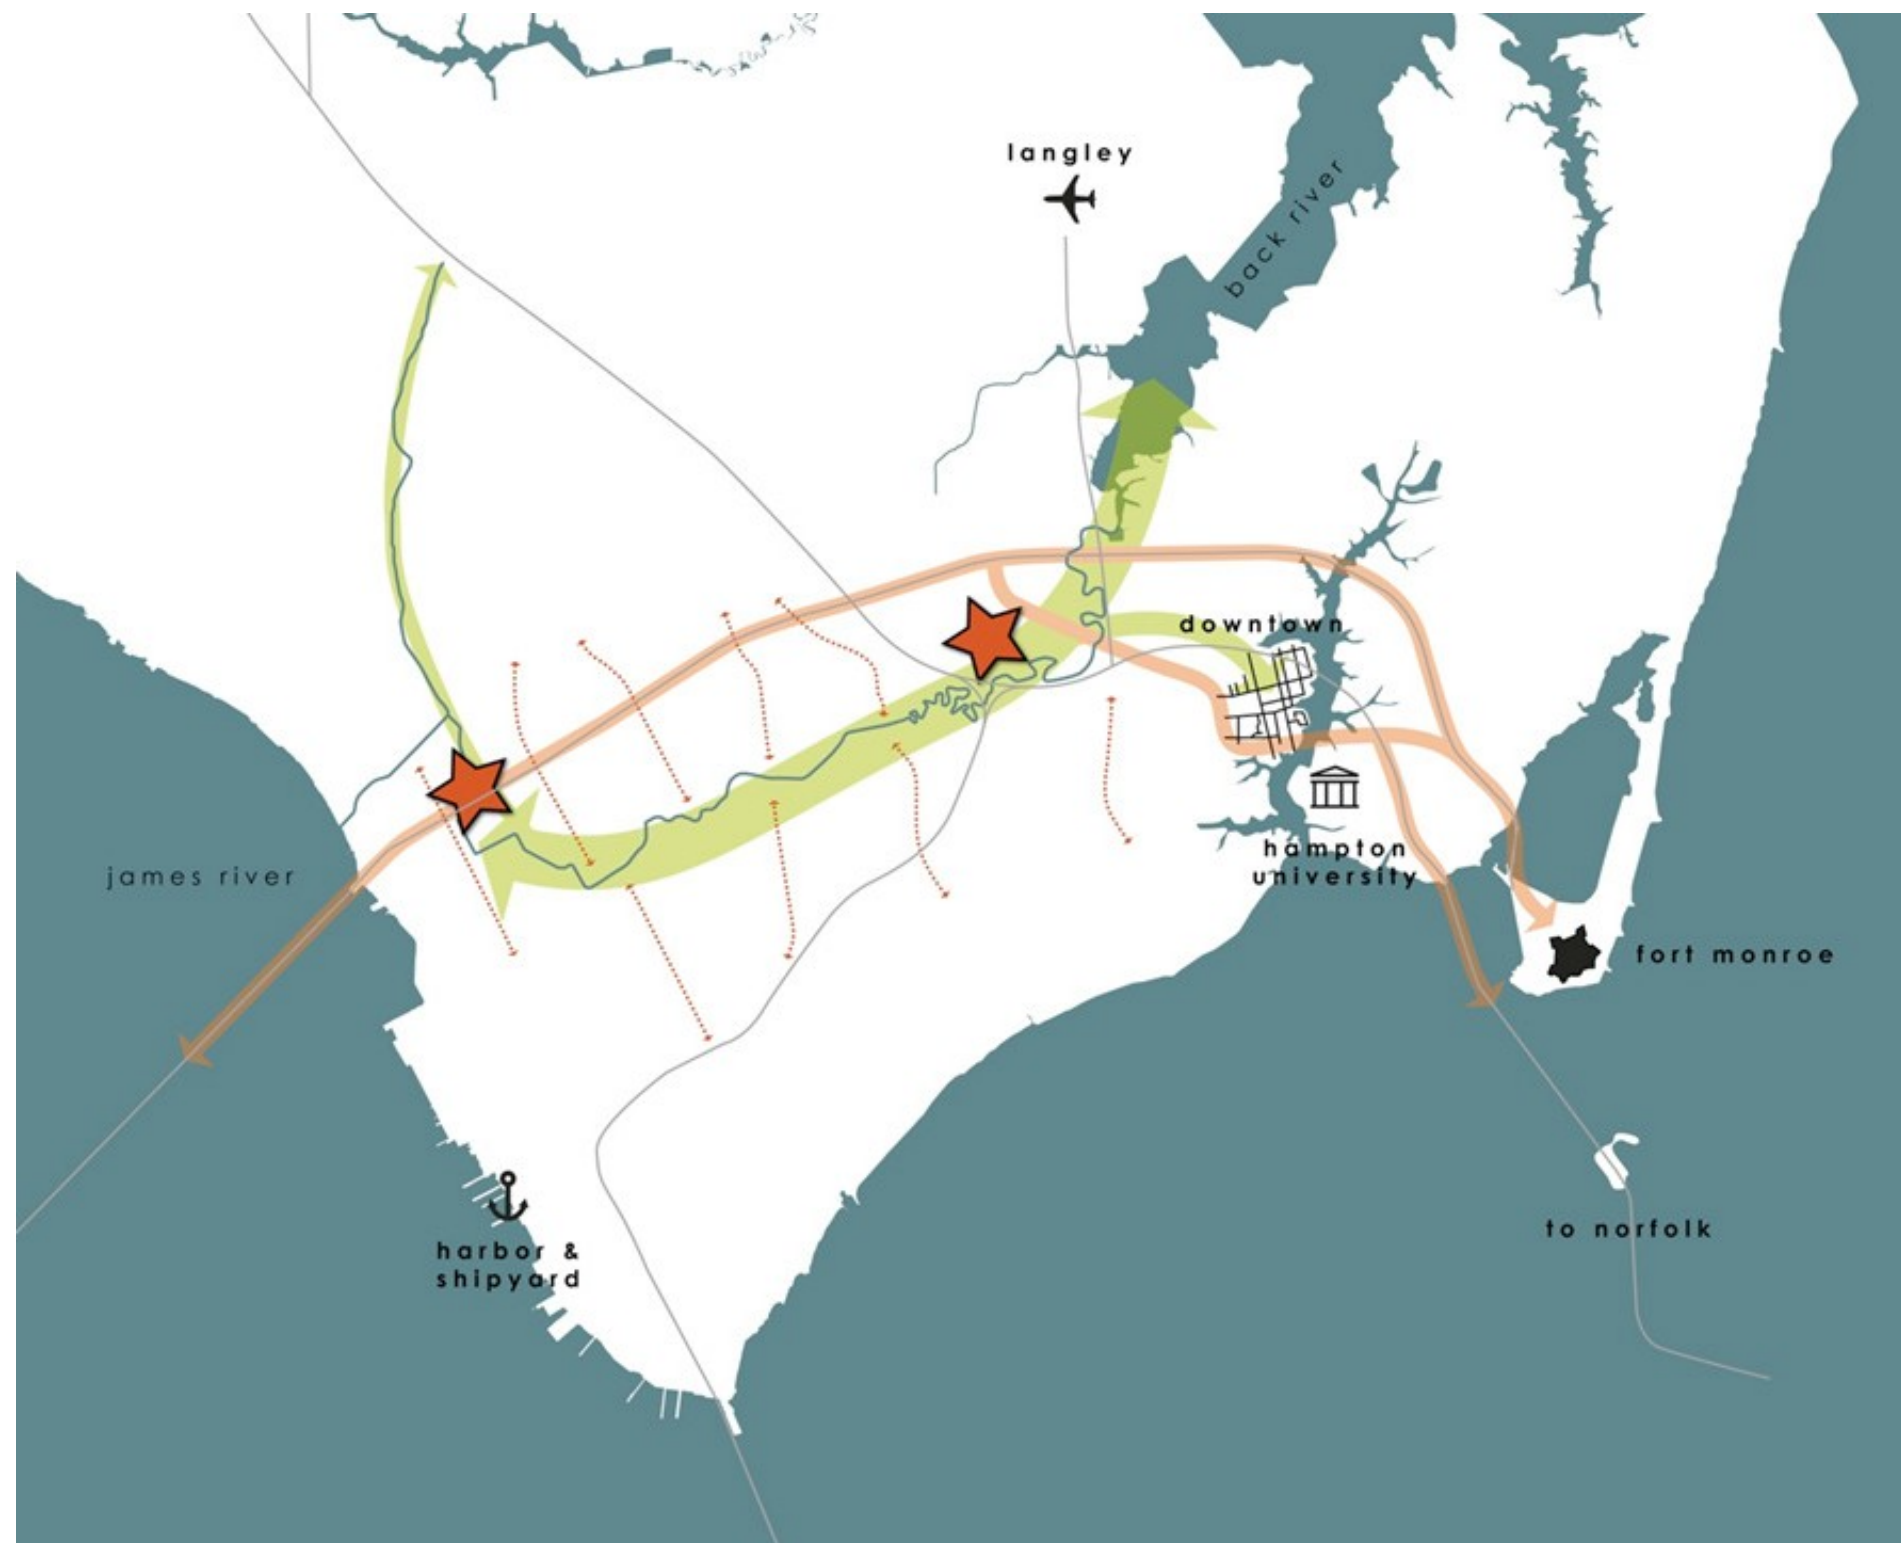 langley
back river
downtown
hampton
university
james river
fort monroe
to norfolk
harbor &
shipyard